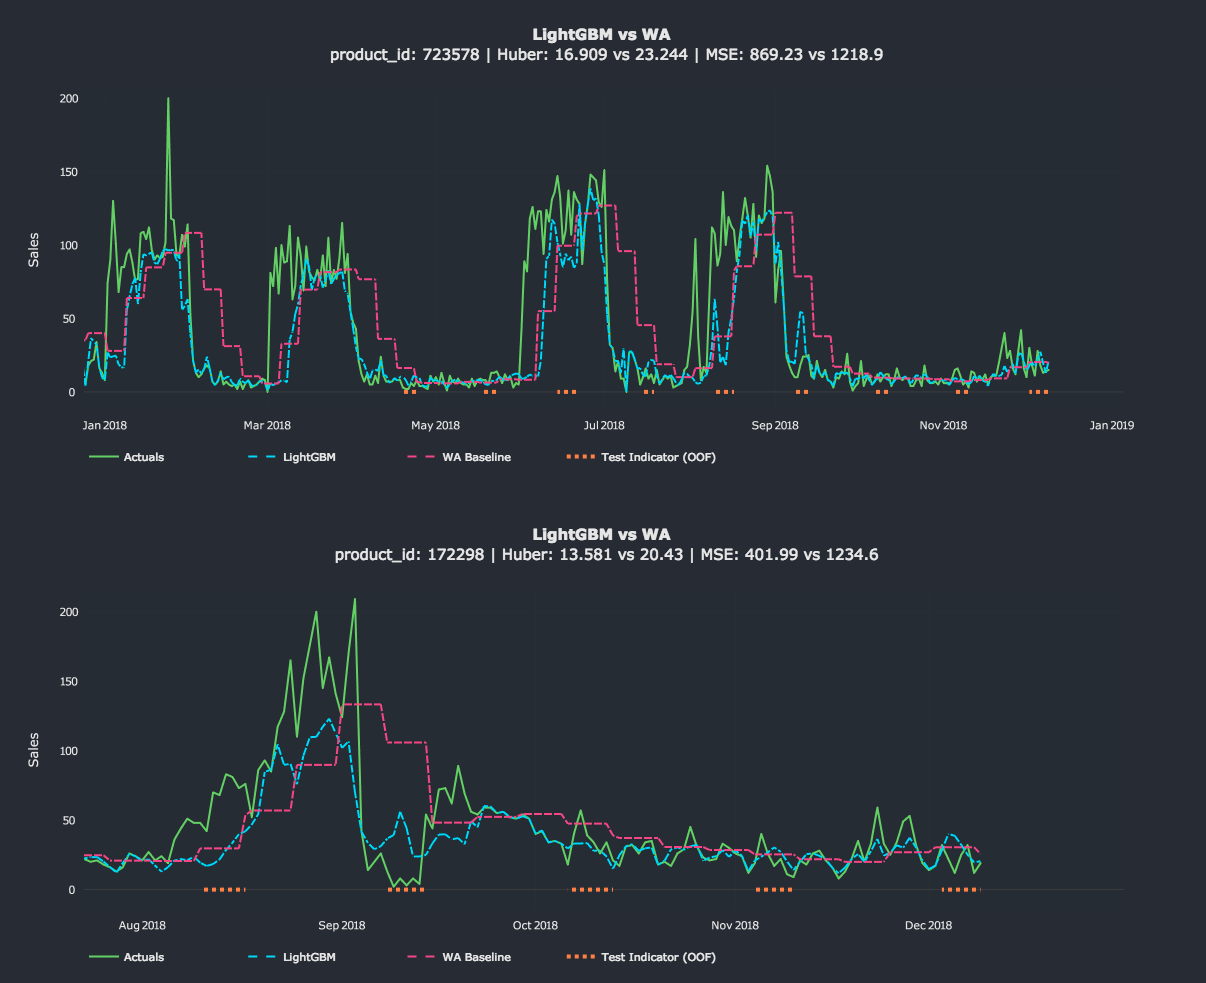 LightGBM vs WA
product_id: 723578 | Huber: 16.909 vs 23.244 | MSE: 869.23 vs 1218.9
200
150
100
50
0
Sales
Jan 2018 Mar 2018 May 2018 Jul 2018 Sep 2018 Nov 2018 Jan 2019
Actuals LightGBM WA Baseline Test Indicator (OOF)
LightGBM vs WA
product_id: 172298 | Huber: 13.581 vs 20.43 | MSE: 401.99 vs 1234.6
200
150
100
50
0
Sales
Aug 2018 Sep 2018 Oct 2018 Nov 2018 Dec 2018
Actuals LightGBM WA Baseline Test Indicator (OOF)